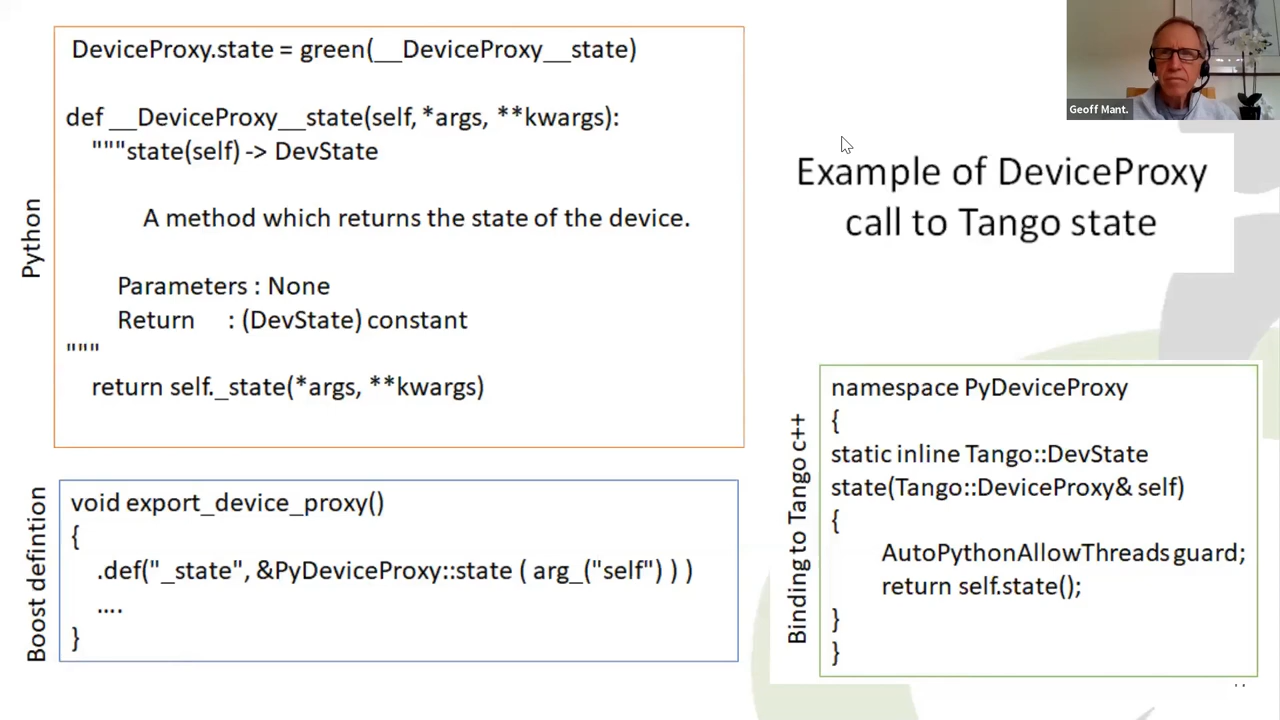 DeviceProxy.state = green(__DeviceProxy__state)
def __DeviceProxy__state(self, *args, **kwargs):
"""state(self) -> DevState
A method which returns the state of the device.
Parameters : None
Return : (DevState) constant
"""
return self._state(*args, **kwargs)
Python
Geoff Mant.
Example of DeviceProxy
call to Tango state
void export_device_proxy()
{
.def("_state", &PyDeviceProxy::state ( arg_("self") ) )
....
}
Boost defintion
namespace PyDeviceProxy
{
static inline Tango::DevState
state(Tango::DeviceProxy& self)
{
AutoPythonAllowThreads guard;
return self.state();
}
}
Binding to Tango c++